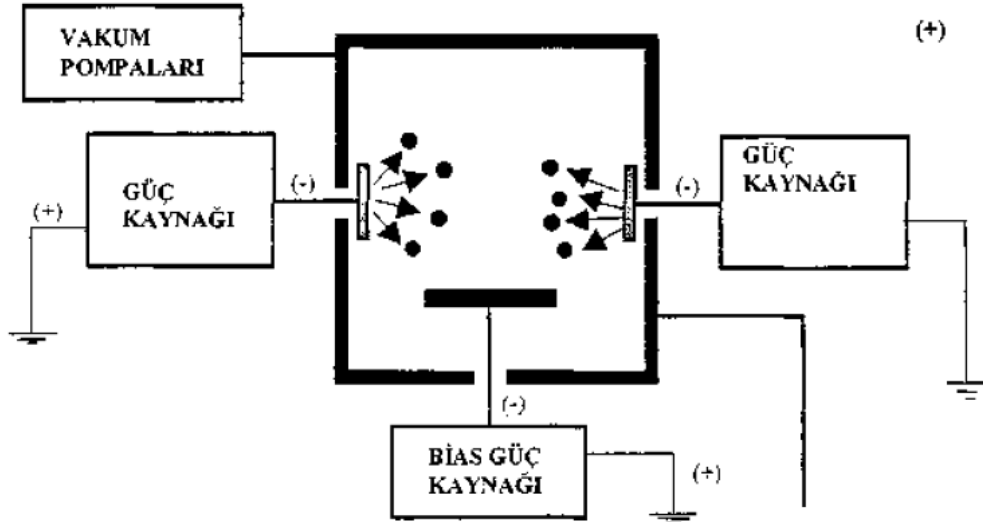 VAKUM
POMPALARI
(+)
GÜÇ
KAYNAĞI
(-)
(+)
(-)
GÜÇ
KAYNAĞI
(-)
BİAS GÜÇ
KAYNAĞI
(+)